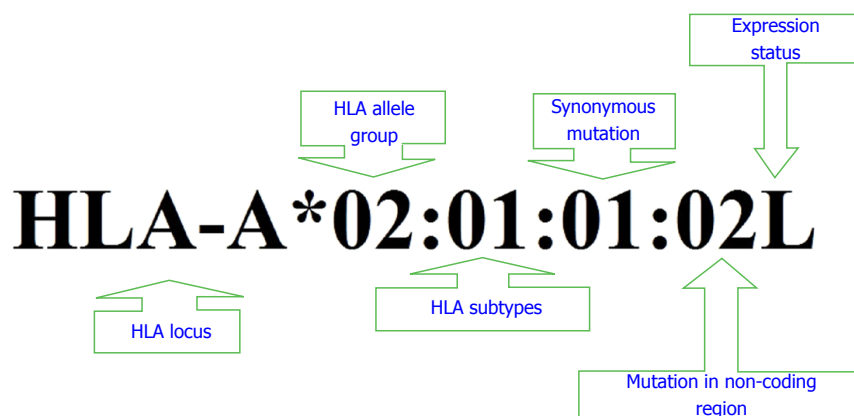 Expression
status
HLA allele
group
Synonymous
mutation
HLA-A*02:01:01:02L
HLA locus
HLA subtypes
Mutation in non-coding
region